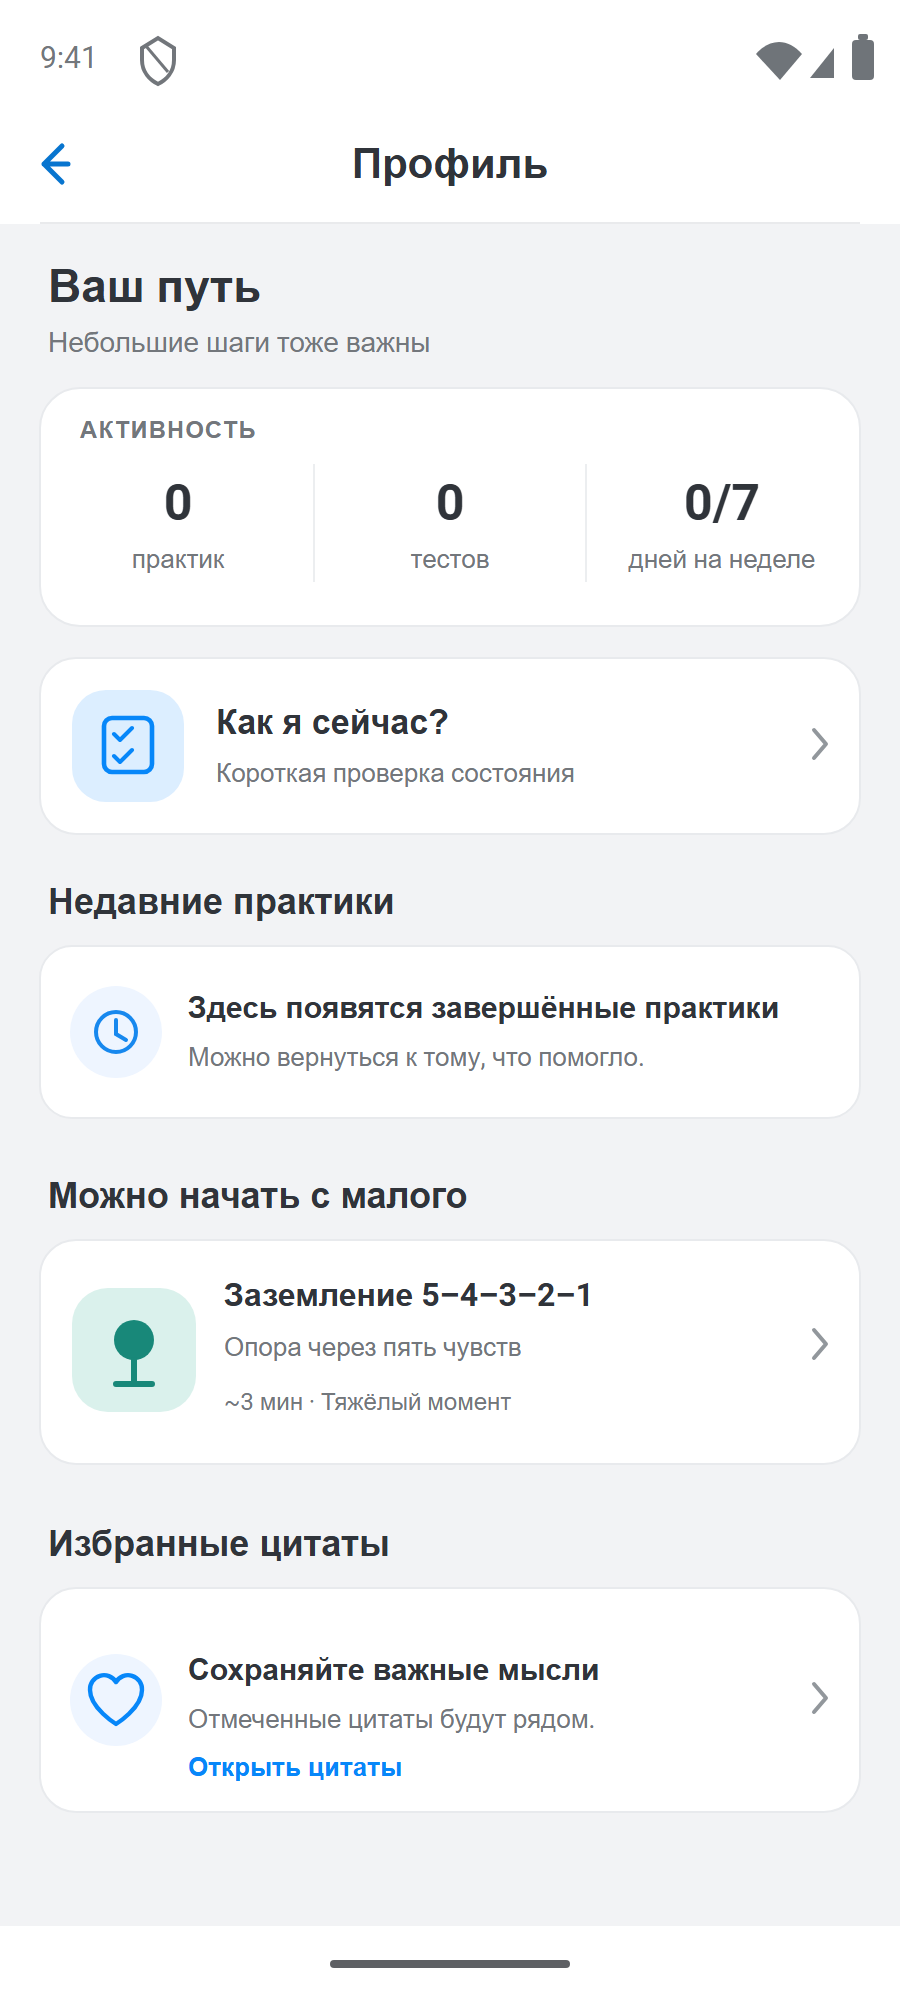 9:41
Профиль
Ваш путь
Небольшие шаги тоже важны
АКТИВНОСТЬ
0
практик
0
тестов
0/7
дней на неделе
Как я сейчас?
Короткая проверка состояния
Недавние практики
Здесь появятся завершённые практики
Можно вернуться к тому, что помогло.
Можно начать с малого
Заземление 5–4–3–2–1
Опора через пять чувств
~3 мин · Тяжёлый момент
Избранные цитаты
Сохраняйте важные мысли
Отмеченные цитаты будут рядом.
Открыть цитаты